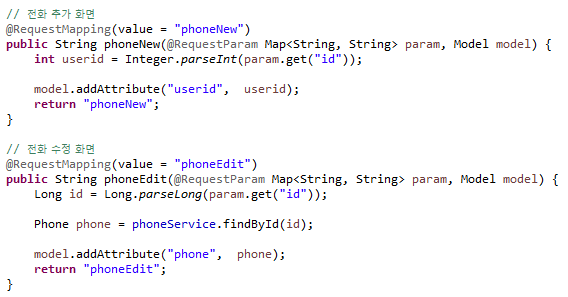 // 전화 추가 화면
@RequestMapping(value = "phoneNew")
public String phoneNew(@RequestParam Map<String, String> param, Model model) {
    int userid = Integer.parseInt(param.get("id"));

    model.addAttribute("userid",  userid);
    return "phoneNew";
}

// 전화 수정 화면
@RequestMapping(value = "phoneEdit")
public String phoneEdit(@RequestParam Map<String, String> param, Model model) {
    Long id = Long.parseLong(param.get("id"));

    Phone phone = phoneService.findById(id);

    model.addAttribute("phone",  phone);
    return "phoneEdit";
}